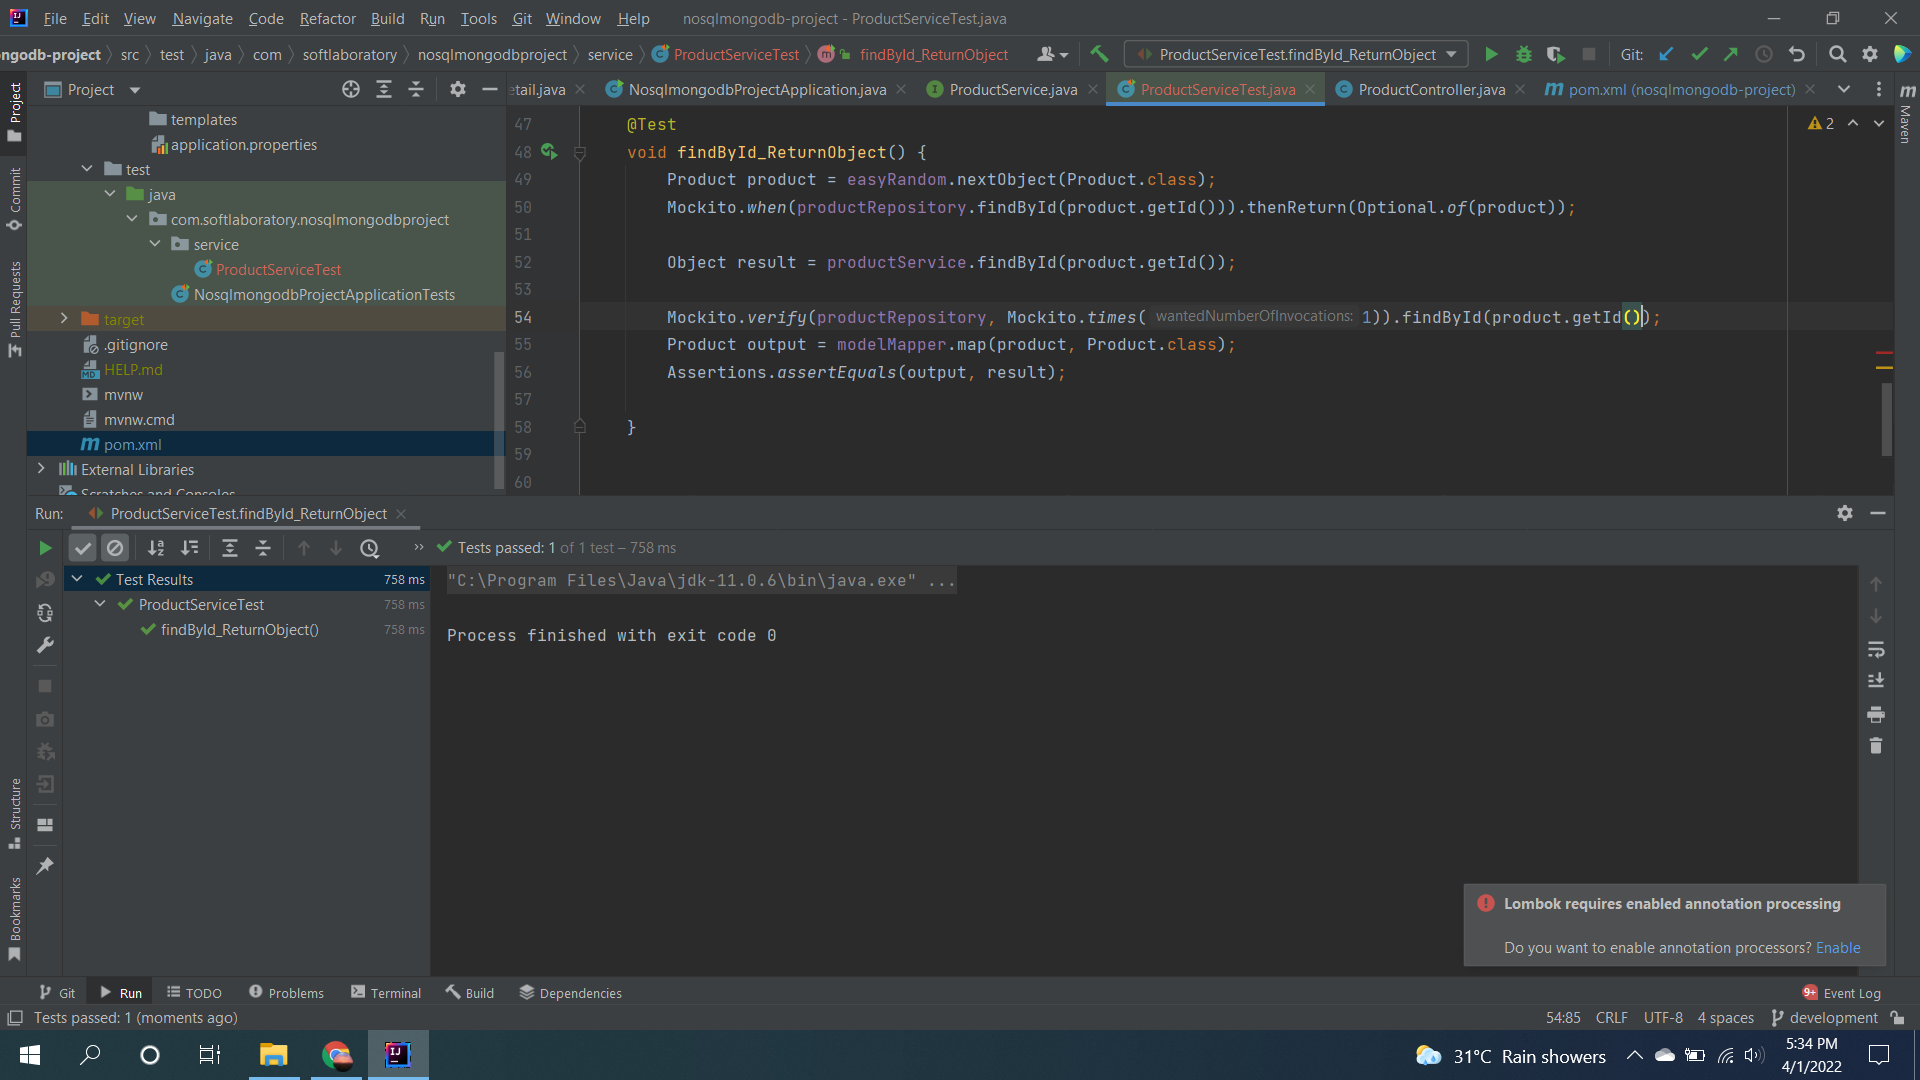 File Edit View Navigate Code Refactor Build Run Tools Git Window Help nosqlmongodb-project - ProductServiceTest.java
ngodb-project src test java com softlaboratory nosqlmongodbproject service ProductServiceTest findById_ReturnObject ProductServiceTest.findById_ReturnObject Git:
Project
etail.java NosqlmongodbProjectApplication.java ProductService.java ProductServiceTest.java ProductController.java pom.xml (nosqlmongodb-project)
Project
Commit
Pull Requests
Structure
Bookmarks
Maven
templates
application.properties
test
java
com.softlaboratory.nosqlmongodbproject
service
ProductServiceTest
NosqlmongodbProjectApplicationTests
target
.gitignore
HELP.md
mvnw
mvnw.cmd
pom.xml
External Libraries
Scratches and Consoles
2
47 @Test
48 void findById_ReturnObject() {
49 Product product = easyRandom.nextObject(Product.class);
50 Mockito.when(productRepository.findById(product.getId())).thenReturn(Optional.of(product));
51
52 Object result = productService.findById(product.getId());
53
54 Mockito.verify(productRepository, Mockito.times( wantedNumberOfInvocations: 1)).findById(product.getId());
55 Product output = modelMapper.map(product, Product.class);
56 Assertions.assertEquals(output, result);
57
58 }
59
60
Run: ProductServiceTest.findById_ReturnObject
Tests passed: 1 of 1 test – 758 ms
Test Results 758 ms
ProductServiceTest 758 ms
findById_ReturnObject() 758 ms
"C:\Program Files\Java\jdk-11.0.6\bin\java.exe" ...
Process finished with exit code 0
Lombok requires enabled annotation processing
Do you want to enable annotation processors? Enable
Git Run TODO Problems Terminal Build Dependencies 9+ Event Log
Tests passed: 1 (moments ago) 54:85 CRLF UTF-8 4 spaces development
31°C Rain showers
5:34 PM
4/1/2022